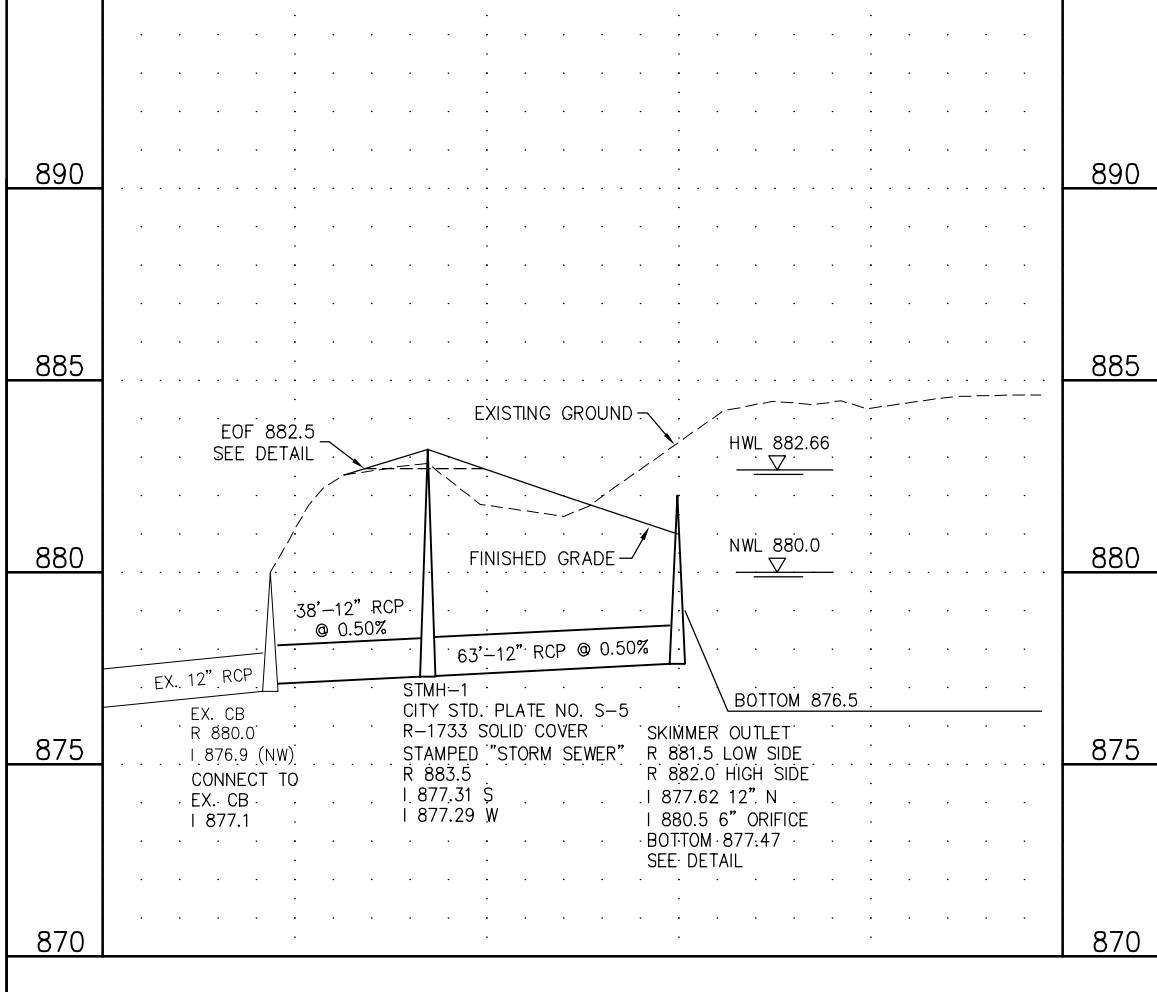 890
890
885
885
EXISTING GROUND
EOF 882.5
SEE DETAIL
HWL 882.66
880
880
FINISHED GRADE
NWL 880.0
38'-12" RCP
@ 0.50%
63'-12" RCP @ 0.50%
EX. 12" RCP
EX. CB
R 880.0
I 876.9 (NW)
CONNECT TO
EX. CB
I 877.1
STMH-1
CITY STD. PLATE NO. S-5
R-1733 SOLID COVER
STAMPED "STORM SEWER"
R 883.5
I 877.31 S
I 877.29 W
BOTTOM 876.5
SKIMMER OUTLET
R 881.5 LOW SIDE
R 882.0 HIGH SIDE
I 877.62 12" N
I 880.5 6" ORIFICE
BOTTOM 877.47
SEE DETAIL
875
875
870
870